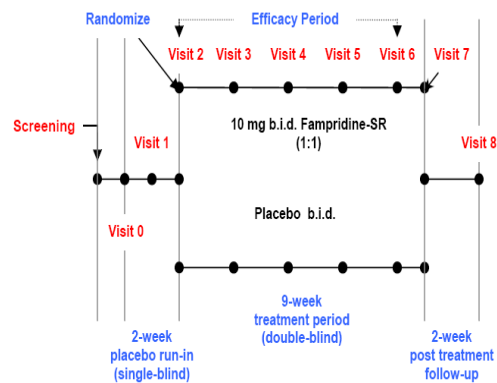 Randomize
Efficacy Period
Visit 2
Visit 3
Visit 4
Visit 5
Visit 6
Visit 7
Screening
Visit 1
10 mg b.i.d. Fampridine-SR
(1:1)
Visit 8
Placebo b.i.d.
Visit 0
2-week
placebo run-in
(single-blind)
9-week
treatment period
(double-blind)
2-week
post treatment
follow-up